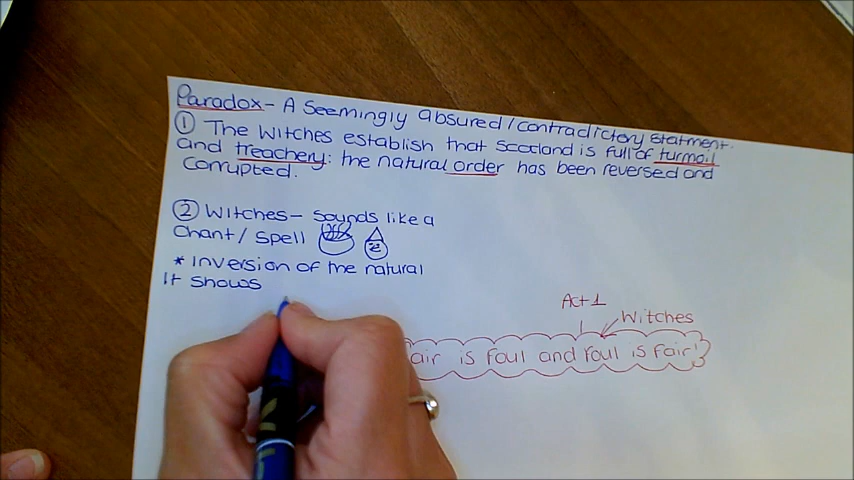 Paradox - A seemingly absured/contradictory statment.
① The witches establish that Scotland is full of turmoil
and treachery: the natural order has been reversed and
corrupted.
② Witches - sounds like a
chant/spell
* Inversion of the natural
It shows
Act 1
Witches
air is foul and foul is fair'